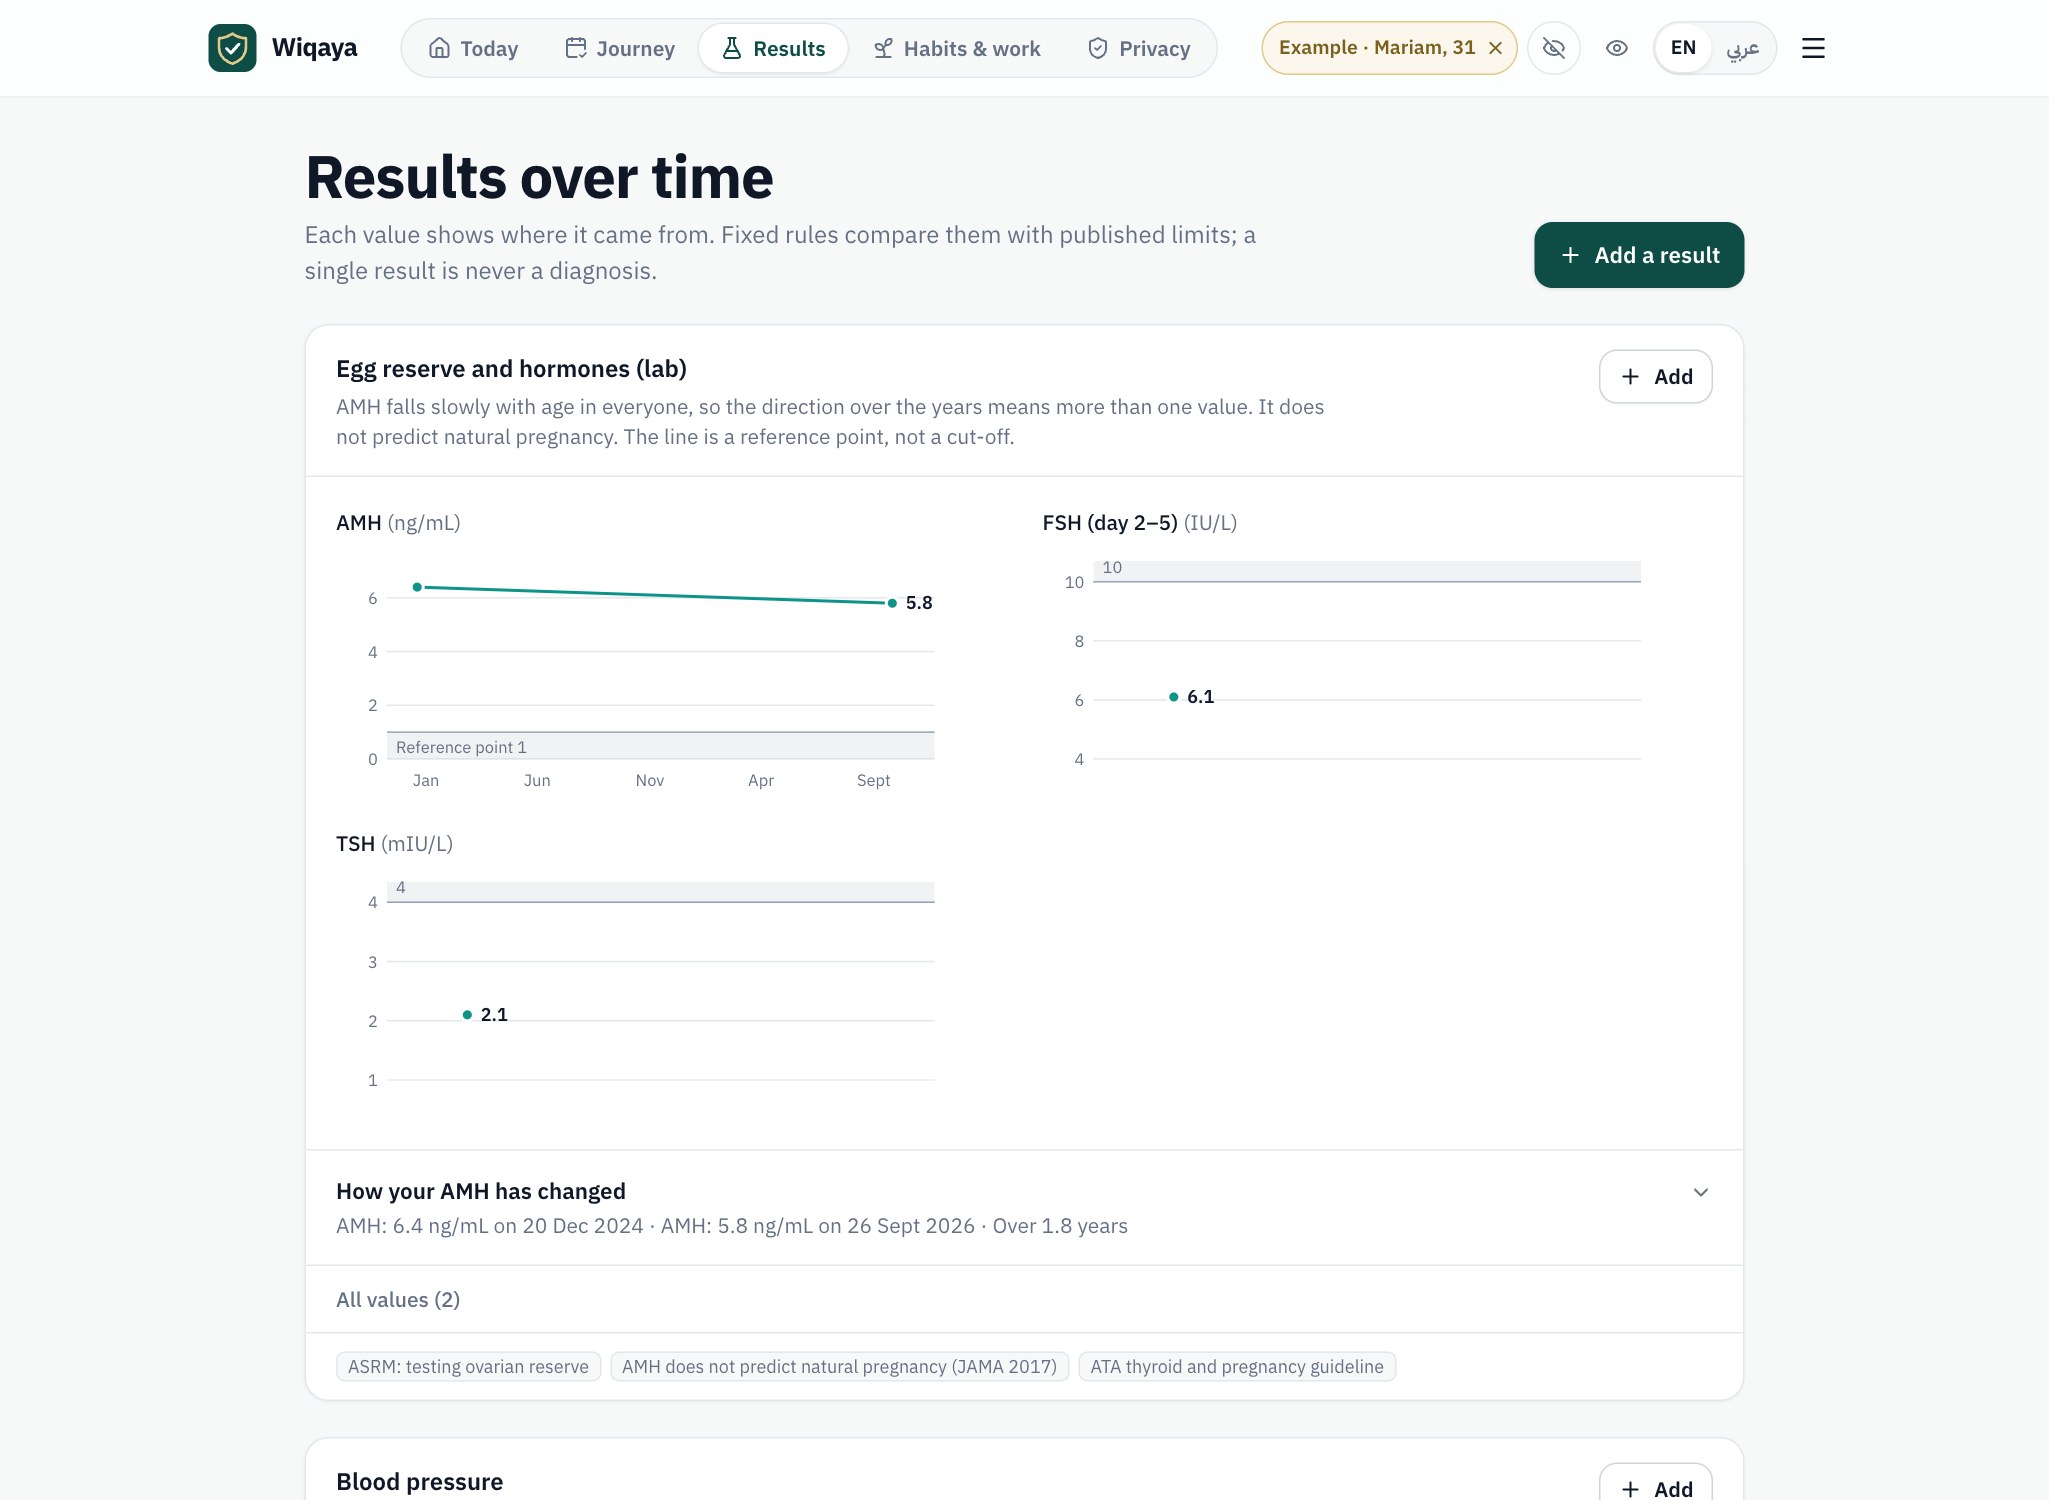 Wiqaya
Today
Journey
Results
Habits & work
Privacy
Example · Mariam, 31
EN
عربي
Results over time
Each value shows where it came from. Fixed rules compare them with published limits; a
single result is never a diagnosis.
+ Add a result
Egg reserve and hormones (lab)
+ Add
AMH falls slowly with age in everyone, so the direction over the years means more than one value. It does
not predict natural pregnancy. The line is a reference point, not a cut-off.
AMH (ng/mL)
6
4
2
0
5.8
Reference point 1
Jan Jun Nov Apr Sept
FSH (day 2–5) (IU/L)
10
10
8
6
4
6.1
TSH (mIU/L)
4
4
3
2
1
2.1
How your AMH has changed
AMH: 6.4 ng/mL on 20 Dec 2024 · AMH: 5.8 ng/mL on 26 Sept 2026 · Over 1.8 years
All values (2)
ASRM: testing ovarian reserve
AMH does not predict natural pregnancy (JAMA 2017)
ATA thyroid and pregnancy guideline
Blood pressure
+ Add